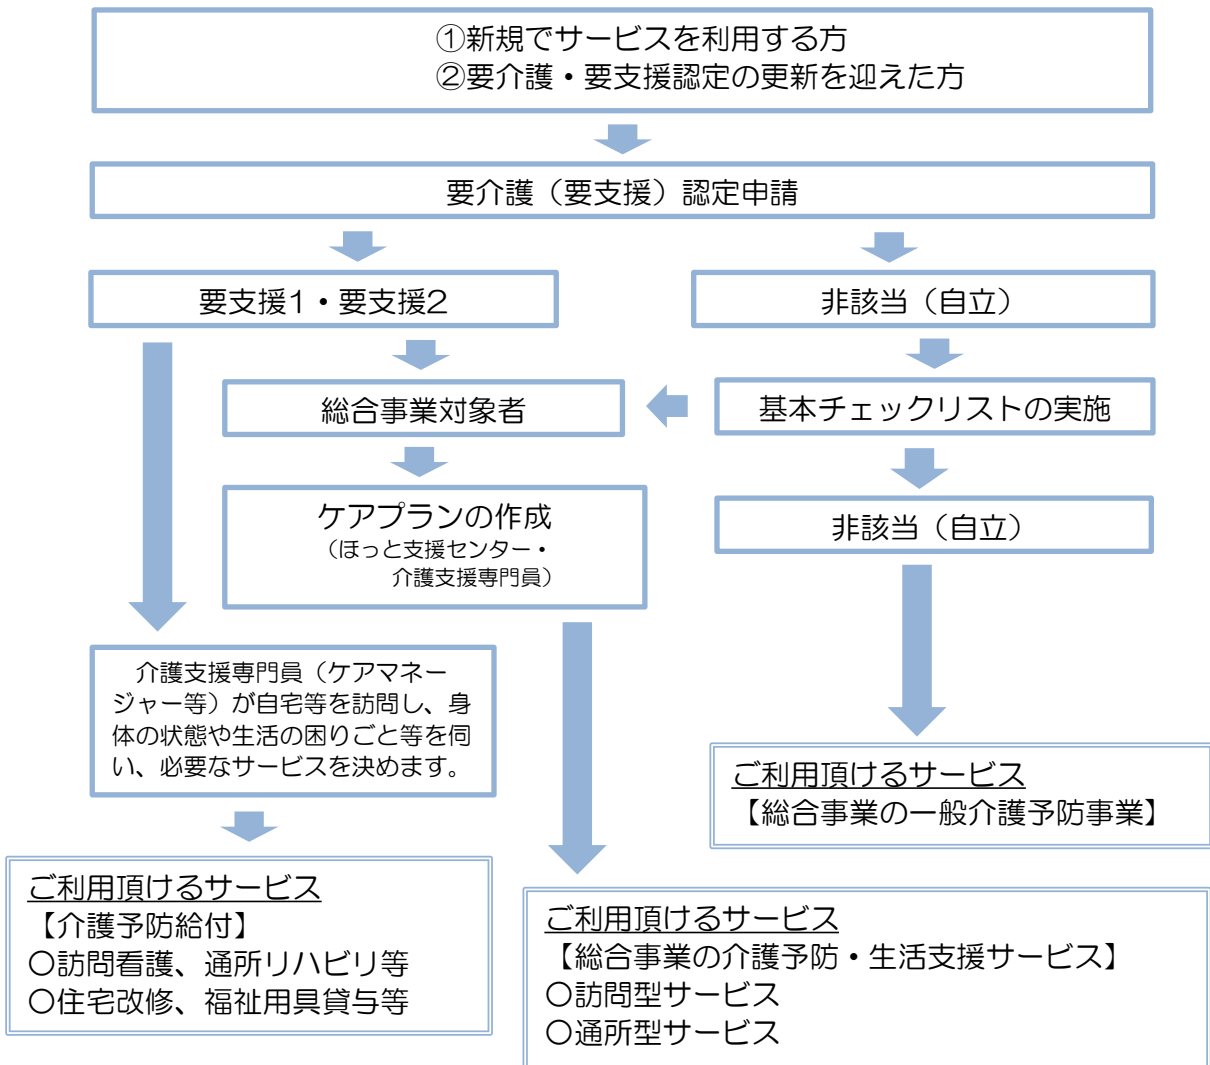 ①新規でサービスを利用する方
②要介護・要支援認定の更新を迎えた方
要介護（要支援）認定申請
要支援1・要支援2
非該当（自立）
総合事業対象者
基本チェックリストの実施
ケアプランの作成
（ほっと支援センター・
介護支援専門員）
非該当（自立）
介護支援専門員（ケアマネー
ジャー等）が自宅等を訪問し、身
体の状態や生活の困りごと等を伺
い、必要なサービスを決めます。
ご利用頂けるサービス
【総合事業の一般介護予防事業】
ご利用頂けるサービス
【介護予防給付】
〇訪問看護、通所リハビリ等
〇住宅改修、福祉用具貸与等
ご利用頂けるサービス
【総合事業の介護予防・生活支援サービス】
〇訪問型サービス
〇通所型サービス